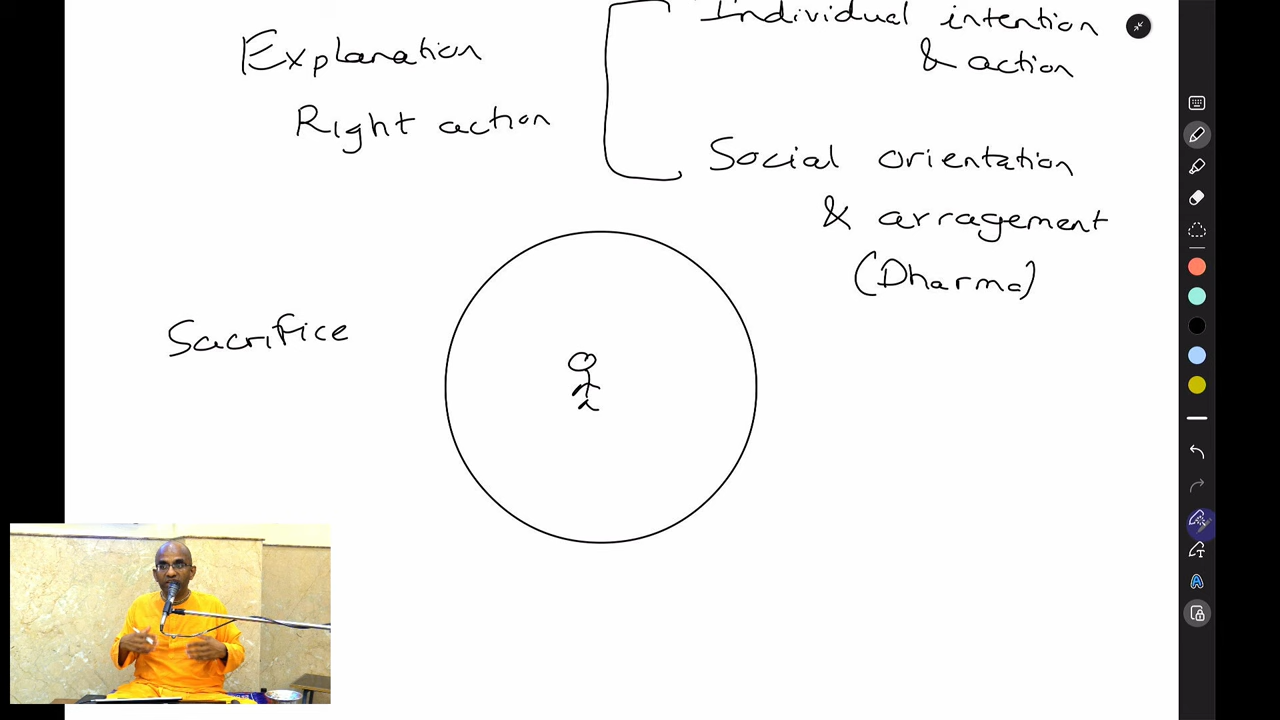 Explanation
Right action
Individual intention
& action
Social orientation
& arragement
(Dharma)
Sacrifice